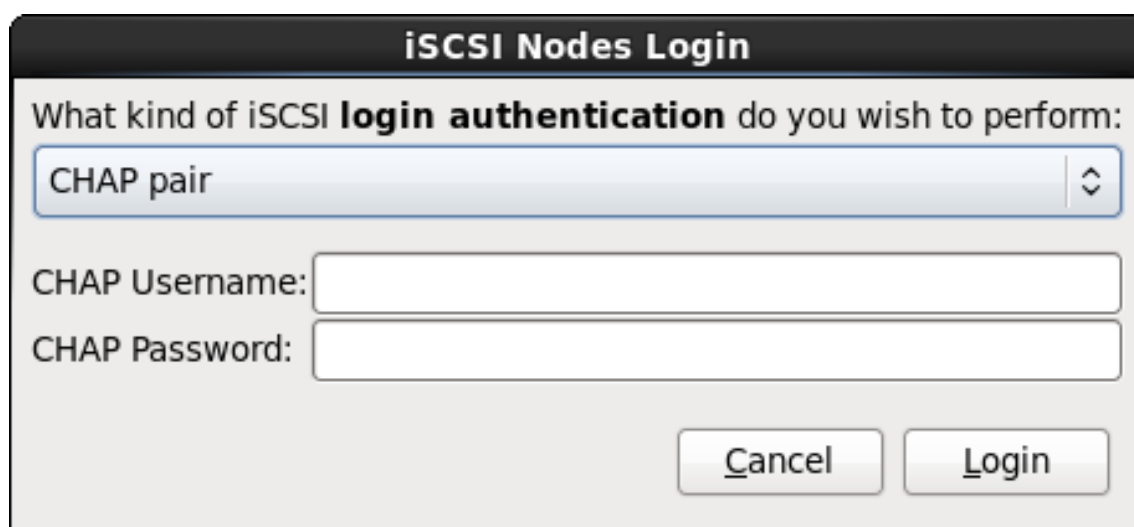 iSCSI Nodes Login
What kind of iSCSI login authentication do you wish to perform:
CHAP pair
CHAP Username:
CHAP Password:
Cancel Login